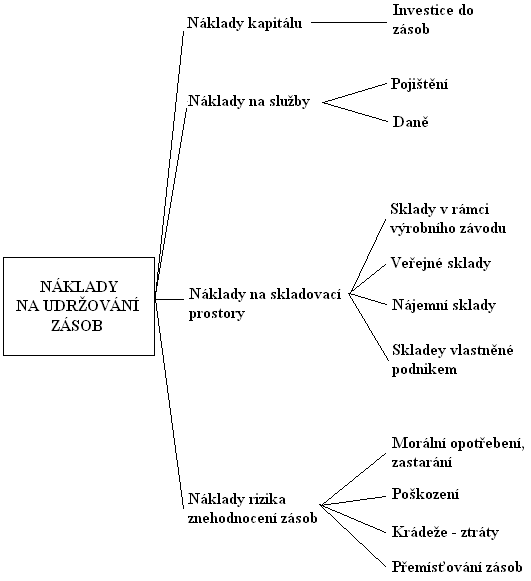 NÁKLADY
NA UDRŽOVÁNÍ
ZÁSOB
Náklady kapitálu
Investice do
zásob
Náklady na služby
Pojištění
Daně
Náklady na skladovací
prostory
Sklady v rámci
výrobního závodu
Veřejné sklady
Nájemní sklady
Skladey vlastněné
podnikem
Náklady rizika
znehodnocení zásob
Morální opotřebení,
zastarání
Poškození
Krádeže - ztráty
Přemísťování zásob